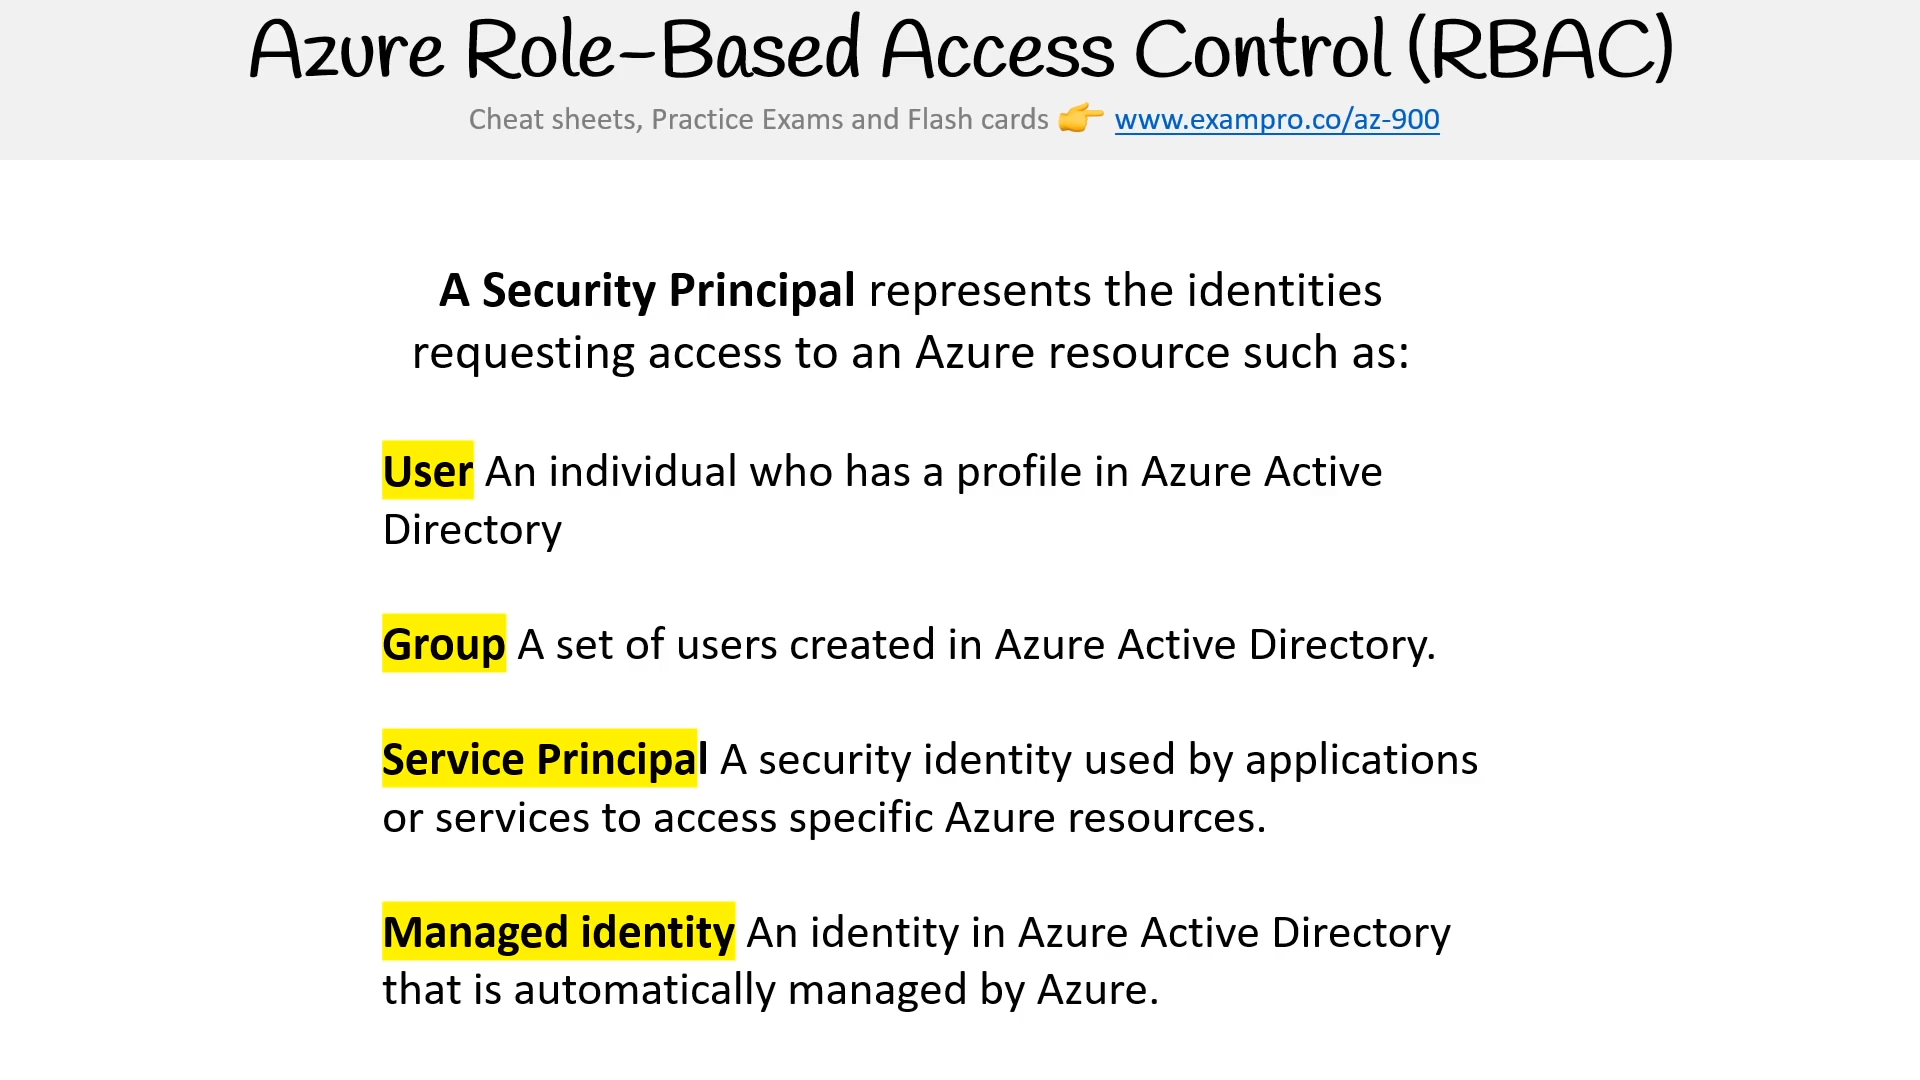 Azure Role-Based Access Control (RBAC)
Cheat sheets, Practice Exams and Flash cards 👉 www.exampro.co/az-900
A Security Principal represents the identities
requesting access to an Azure resource such as:
User An individual who has a profile in Azure Active
Directory
Group A set of users created in Azure Active Directory.
Service Principal A security identity used by applications
or services to access specific Azure resources.
Managed identity An identity in Azure Active Directory
that is automatically managed by Azure.